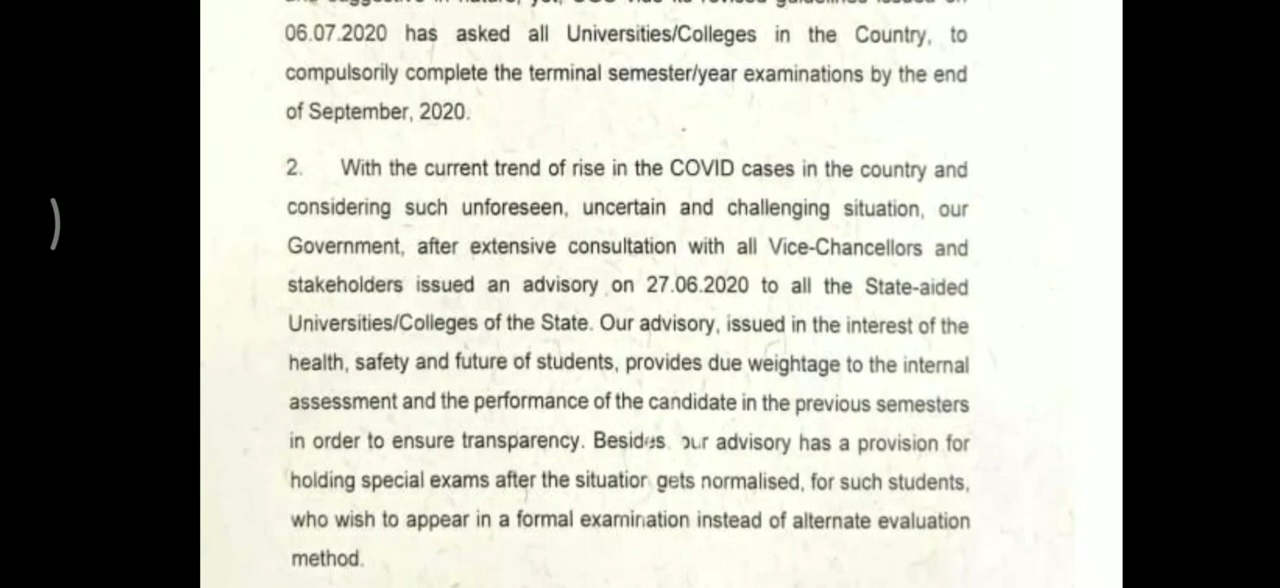 06.07.2020 has asked all Universities/Colleges in the Country, to
compulsorily complete the terminal semester/year examinations by the end
of September, 2020.
2. With the current trend of rise in the COVID cases in the country and
considering such unforeseen, uncertain and challenging situation, our
Government, after extensive consultation with all Vice-Chancellors and
stakeholders issued an advisory on 27.06.2020 to all the State-aided
Universities/Colleges of the State. Our advisory, issued in the interest of the
health, safety and future of students, provides due weightage to the internal
assessment and the performance of the candidate in the previous semesters
in order to ensure transparency. Besides, our advisory has a provision for
holding special exams after the situation gets normalised, for such students,
who wish to appear in a formal examination instead of alternate evaluation
method.